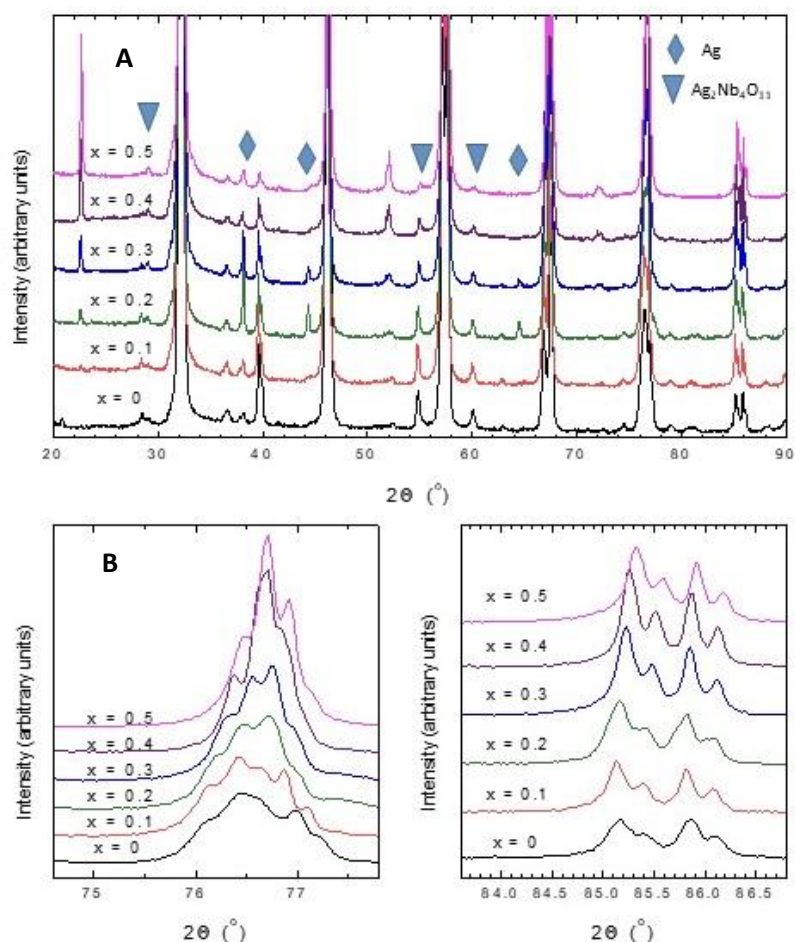 A
Ag
Ag₂Nb₄O₁₁
x = 0.5
x = 0.4
x = 0.3
x = 0.2
x = 0.1
x = 0
Intensity (arbitrary units)
20 30 40 50 60 70 80 90
2Θ (°)
B
x = 0.5
x = 0.4
x = 0.3
x = 0.2
x = 0.1
x = 0
Intensity (arbitrary units)
75 76 77
2Θ (°)
x = 0.5
x = 0.4
x = 0.3
x = 0.2
x = 0.1
x = 0
Intensity (arbitrary units)
84.0 84.5 85.0 85.5 86.0 86.5
2Θ (°)